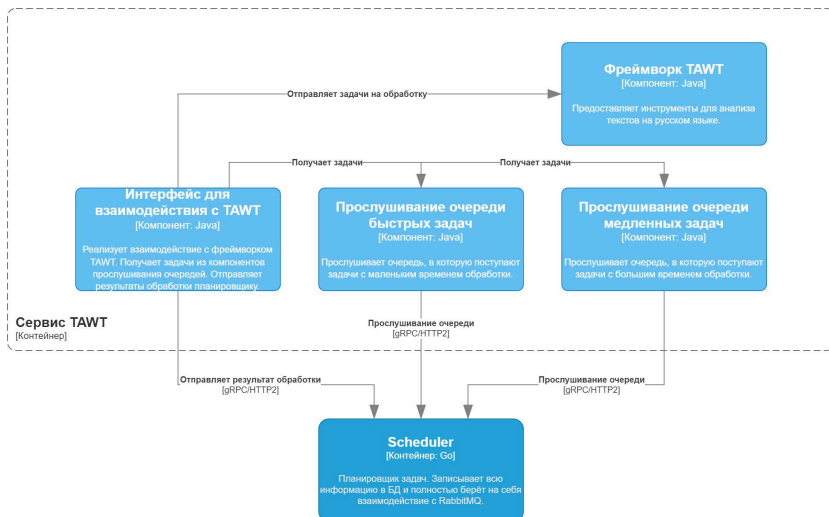 Фреймворк TAWT
[Компонент: Java]
Предоставляет инструменты для анализа
текстов на русском языке.
Отправляет задачи на обработку
Получает задачи
Получает задачи
Интерфейс для
взаимодействия с TAWT
[Компонент: Java]
Реализует взаимодействие с фреймворком
TAWT. Получает задачи из компонентов
прослушивания очередей. Отправляет
результаты обработки планировщику.
Прослушивание очереди
быстрых задач
[Компонент: Java]
Прослушивает очередь, в которую поступают
задачи с маленьким временем обработки.
Прослушивание очереди
медленных задач
[Компонент: Java]
Прослушивает очередь, в которую поступают
задачи с большим временем обработки.
Сервис TAWT
[Контейнер]
Прослушивание очереди
[gRPC/HTTP2]
Отправляет результат обработки
[gRPC/HTTP2]
Прослушивание очереди
[gRPC/HTTP2]
Scheduler
[Контейнер: Go]
Планировщик задач. Записывает всю
информацию в БД и полностью берёт на себя
взаимодействие с RabbitMQ.